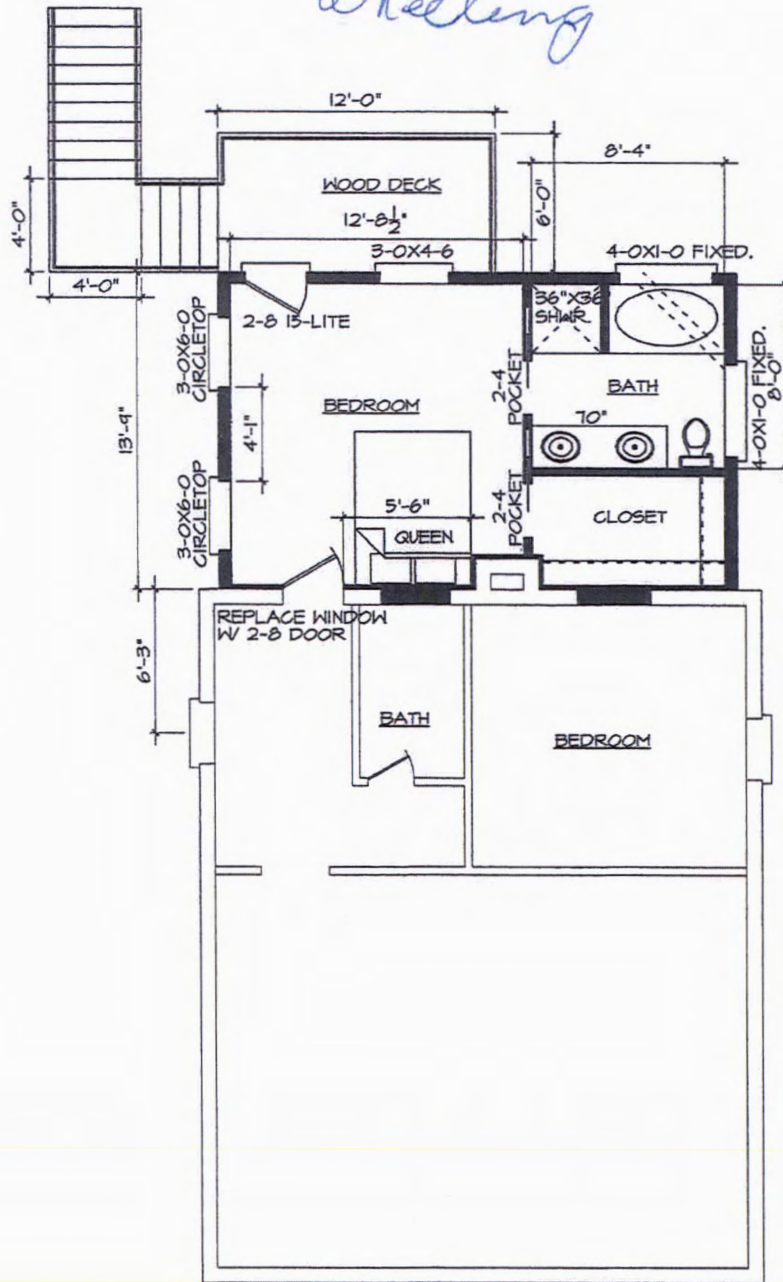 12'-0"
8'-4"
WOOD DECK
6'-0"
4'-0"
12'-8½"
3-0X4-6
4-0X1-0 FIXED.
4'-0"
2-8 15-LITE
36"X36
SHWR
3-0X6-0
CIRCLETOP
2-4
POCKET
BATH
4-0X1-0 FIXED.
8'-0"
BEDROOM
70"
13'-9"
4'-1"
3-0X6-0
CIRCLETOP
5'-6"
2-4
POCKET
CLOSET
QUEEN
REPLACE WINDOW
W/ 2-8 DOOR
6'-3"
BATH
BEDROOM